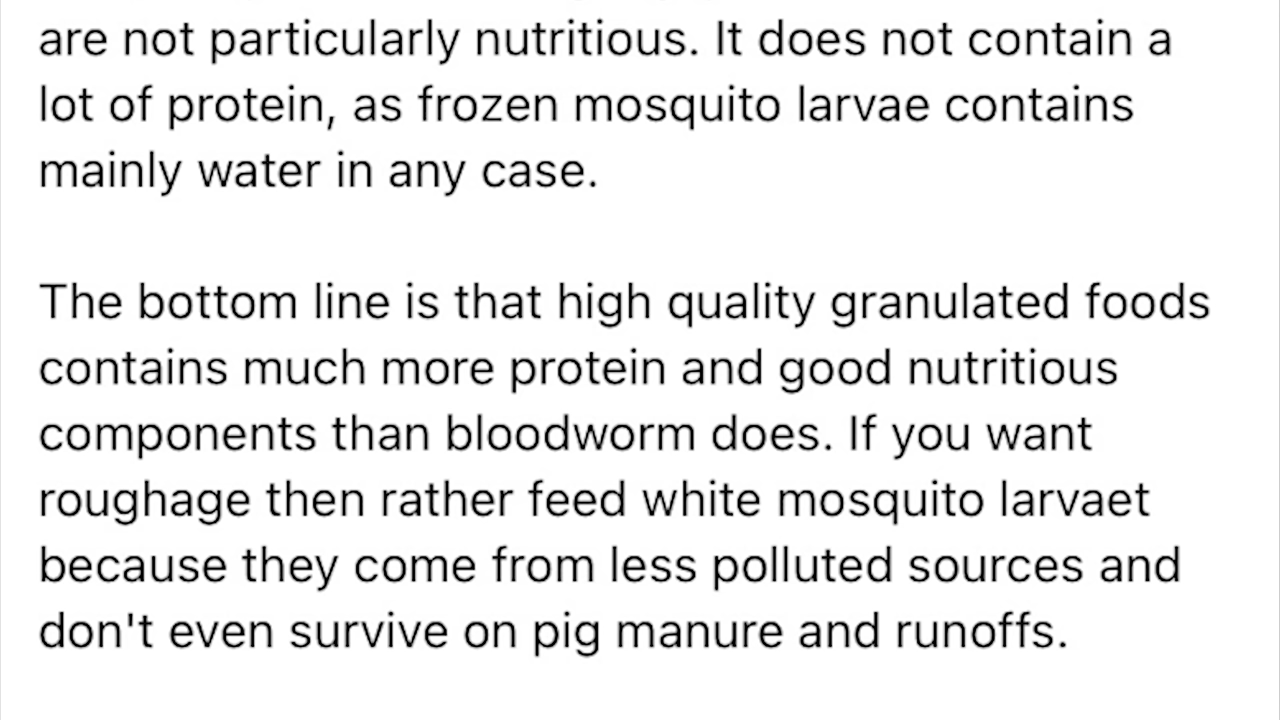 are not particularly nutritious. It does not contain a
lot of protein, as frozen mosquito larvae contains
mainly water in any case.
The bottom line is that high quality granulated foods
contains much more protein and good nutritious
components than bloodworm does. If you want
roughage then rather feed white mosquito larvaet
because they come from less polluted sources and
don't even survive on pig manure and runoffs.